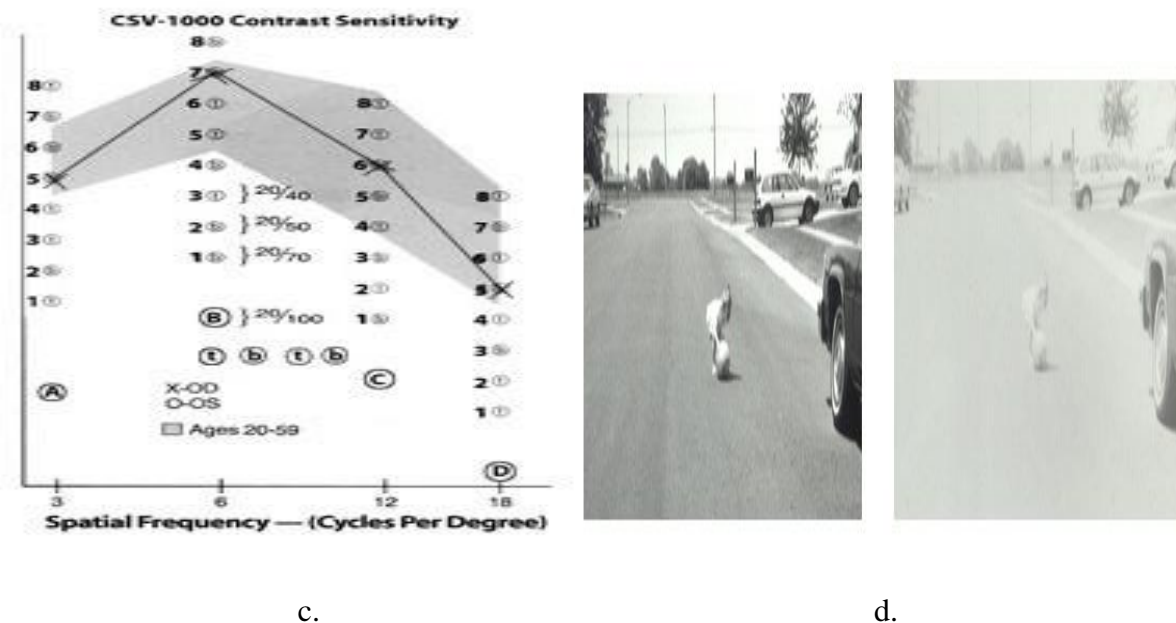 CSV-1000 Contrast Sensitivity
8
7
6
5
4
3
2
1
A
8
7
6
5
4
3 } 20/40
2 } 20/50
1 } 20/70
B } 20/100
t b t b
X-OD
O-OS
Ages 20-59
8
7
6
5
4
3
2
1
C
8
7
6
5
4
3
2
1
D
3 6 12 18
Spatial Frequency — (Cycles Per Degree)
c. d.